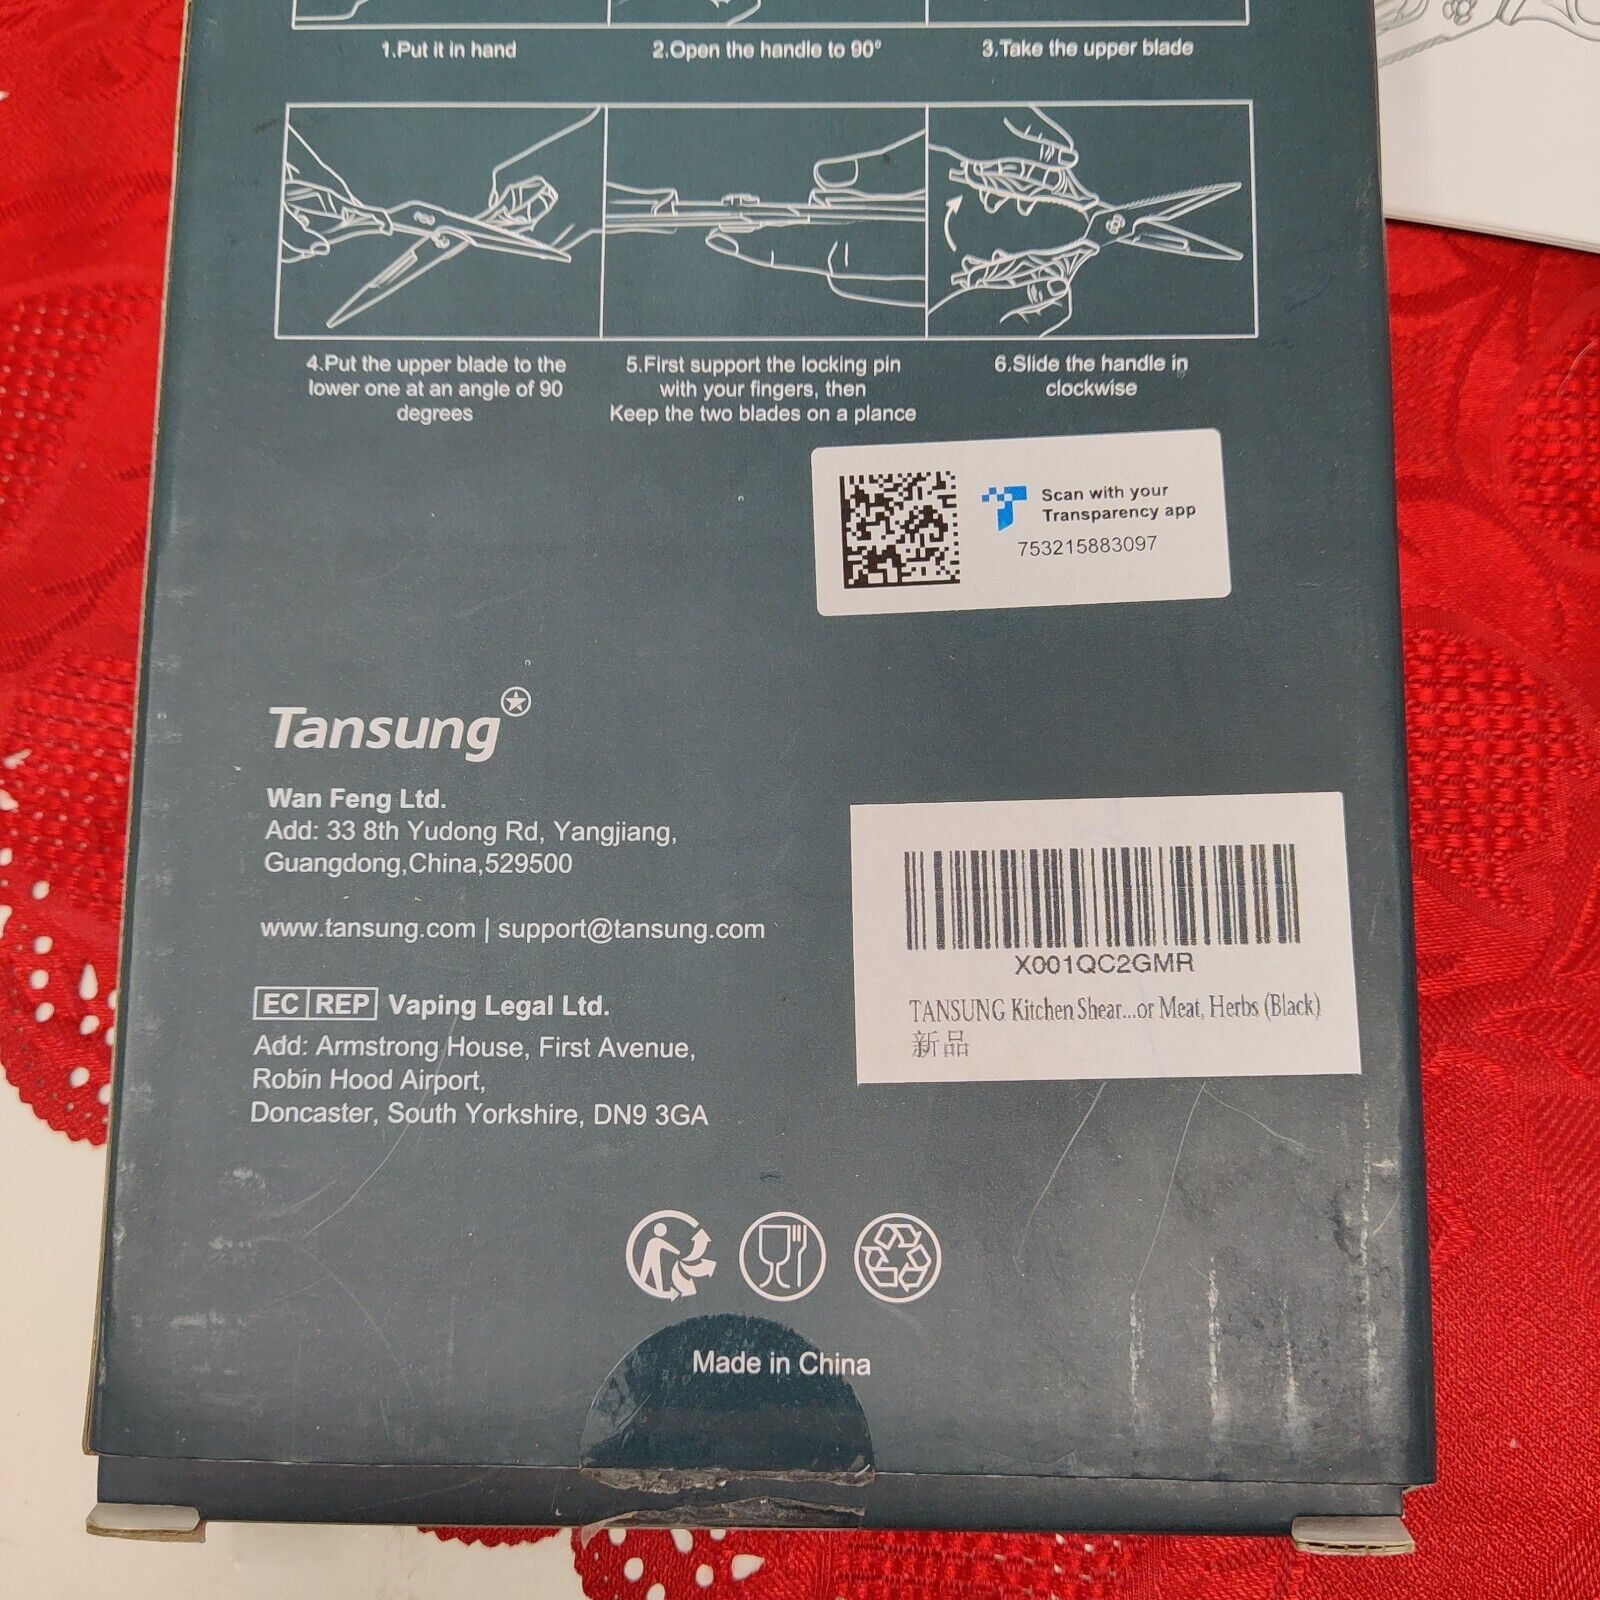 1.Put it in hand
2.Open the handle to 90°
3.Take the upper blade
4.Put the upper blade to the
lower one at an angle of 90
degrees
5.First support the locking pin
with your fingers, then
Keep the two blades on a plance
6.Slide the handle in
clockwise
Scan with your
Transparency app
753215883097
Tansung
Wan Feng Ltd.
Add: 33 8th Yudong Rd, Yangjiang,
Guangdong,China,529500
www.tansung.com | support@tansung.com
EC REP Vaping Legal Ltd.
Add: Armstrong House, First Avenue,
Robin Hood Airport,
Doncaster, South Yorkshire, DN9 3GA
X001QC2GMR
TANSUNG Kitchen Shear...or Meat, Herbs (Black)
新品
Made in China